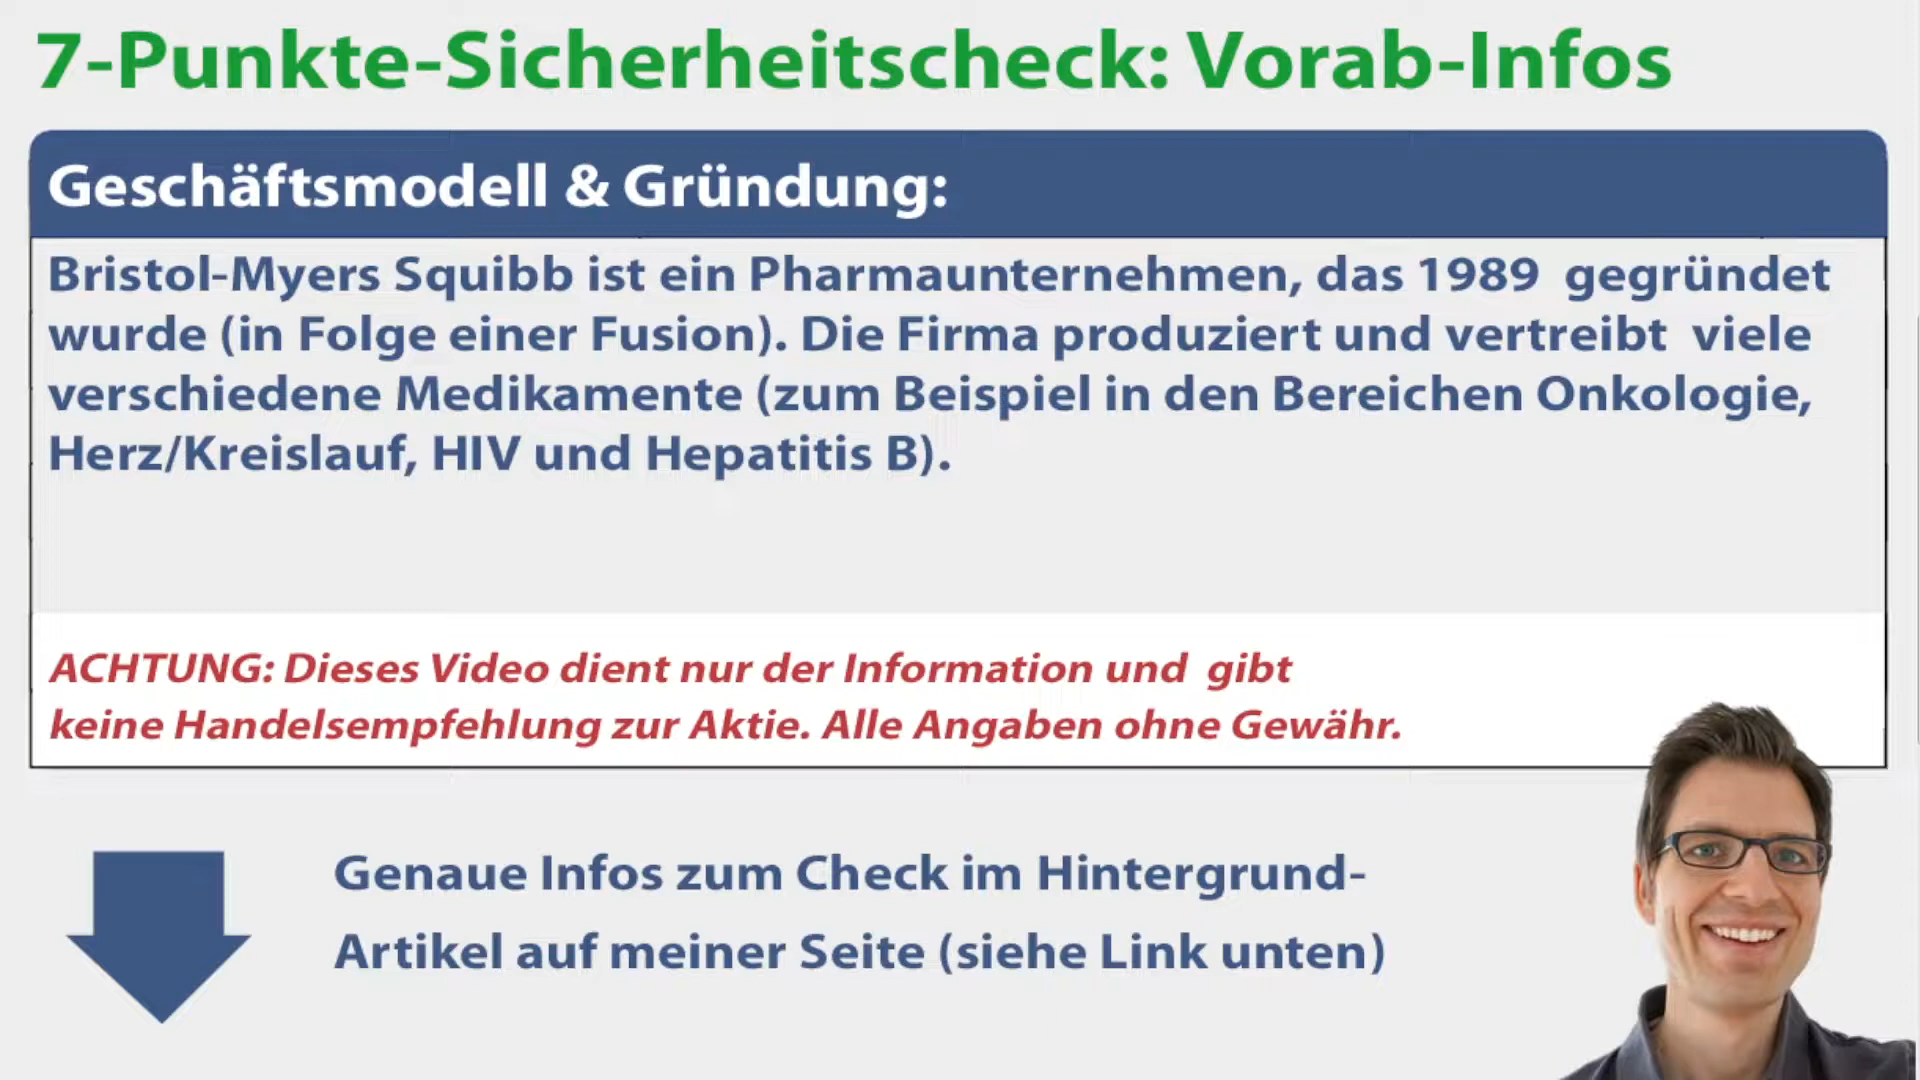 7-Punkte-Sicherheitscheck: Vorab-Infos
Geschäftsmodell & Gründung:
Bristol-Myers Squibb ist ein Pharmaunternehmen, das 1989 gegründet
wurde (in Folge einer Fusion). Die Firma produziert und vertreibt viele
verschiedene Medikamente (zum Beispiel in den Bereichen Onkologie,
Herz/Kreislauf, HIV und Hepatitis B).
ACHTUNG: Dieses Video dient nur der Information und gibt
keine Handelsempfehlung zur Aktie. Alle Angaben ohne Gewähr.
Genaue Infos zum Check im Hintergrund-
Artikel auf meiner Seite (siehe Link unten)